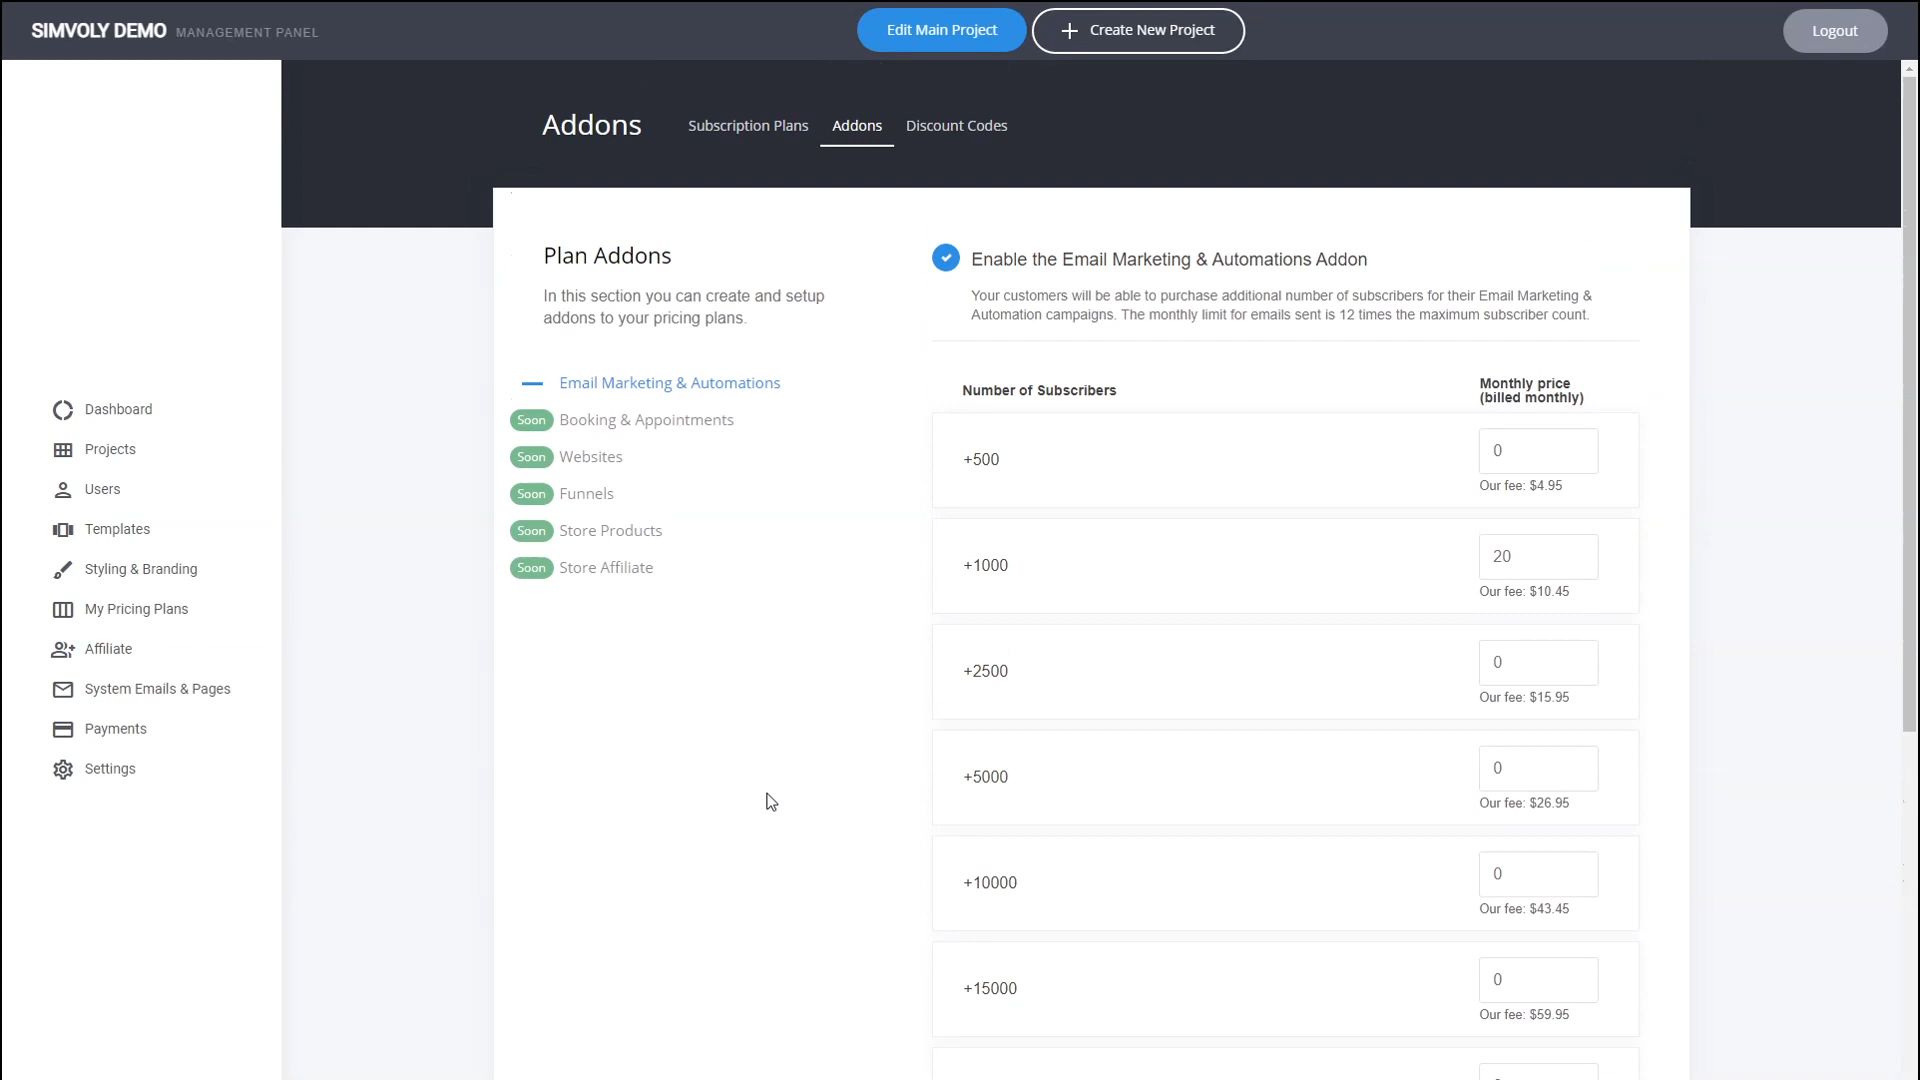 SIMVOLY DEMO MANAGEMENT PANEL
Edit Main Project
Create New Project
Logout
Addons
Subscription Plans
Addons
Discount Codes
Dashboard
Projects
Users
Templates
Styling & Branding
My Pricing Plans
Affiliate
System Emails & Pages
Payments
Settings
Plan Addons
In this section you can create and setup
addons to your pricing plans.
Email Marketing & Automations
Soon Booking & Appointments
Soon Websites
Soon Funnels
Soon Store Products
Soon Store Affiliate
Enable the Email Marketing & Automations Addon
Your customers will be able to purchase additional number of subscribers for their Email Marketing &
Automation campaigns. The monthly limit for emails sent is 12 times the maximum subscriber count.
Number of Subscribers
Monthly price
(billed monthly)
+500
0
Our fee: $4.95
+1000
20
Our fee: $10.45
+2500
0
Our fee: $15.95
+5000
0
Our fee: $26.95
+10000
0
Our fee: $43.45
+15000
0
Our fee: $59.95